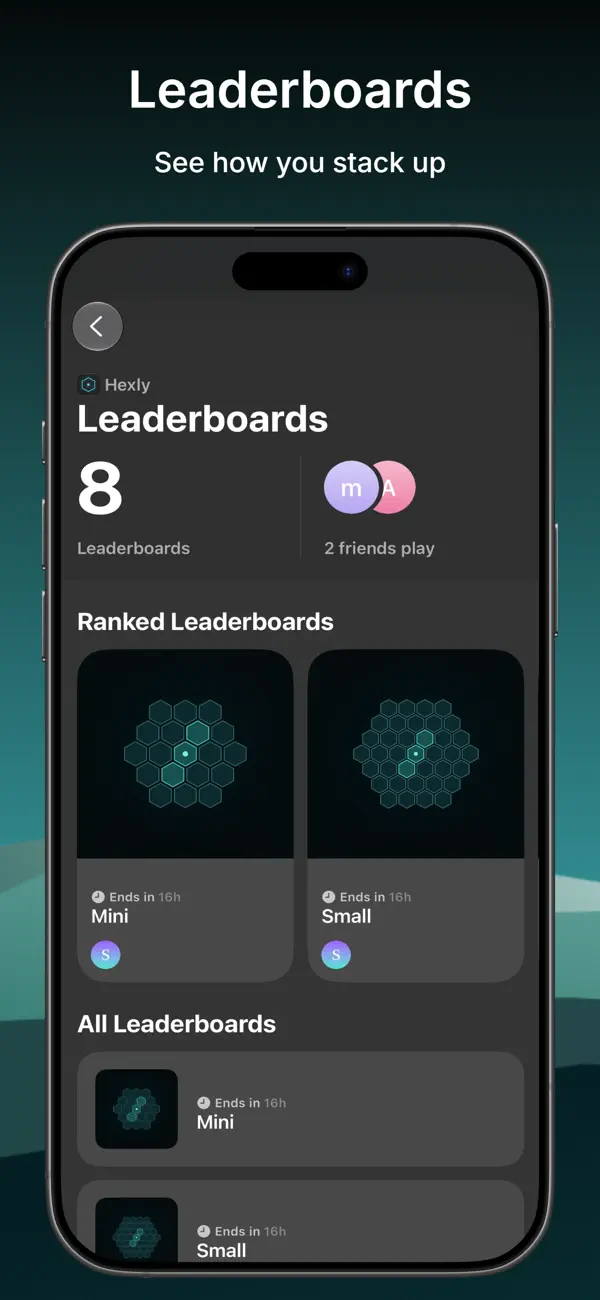 Leaderboards
See how you stack up
Hexly
Leaderboards
8
Leaderboards
m
A
2 friends play
Ranked Leaderboards
Ends in 16h
Mini
S
Ends in 16h
Small
S
All Leaderboards
Ends in 16h
Mini
Ends in 16h
Small